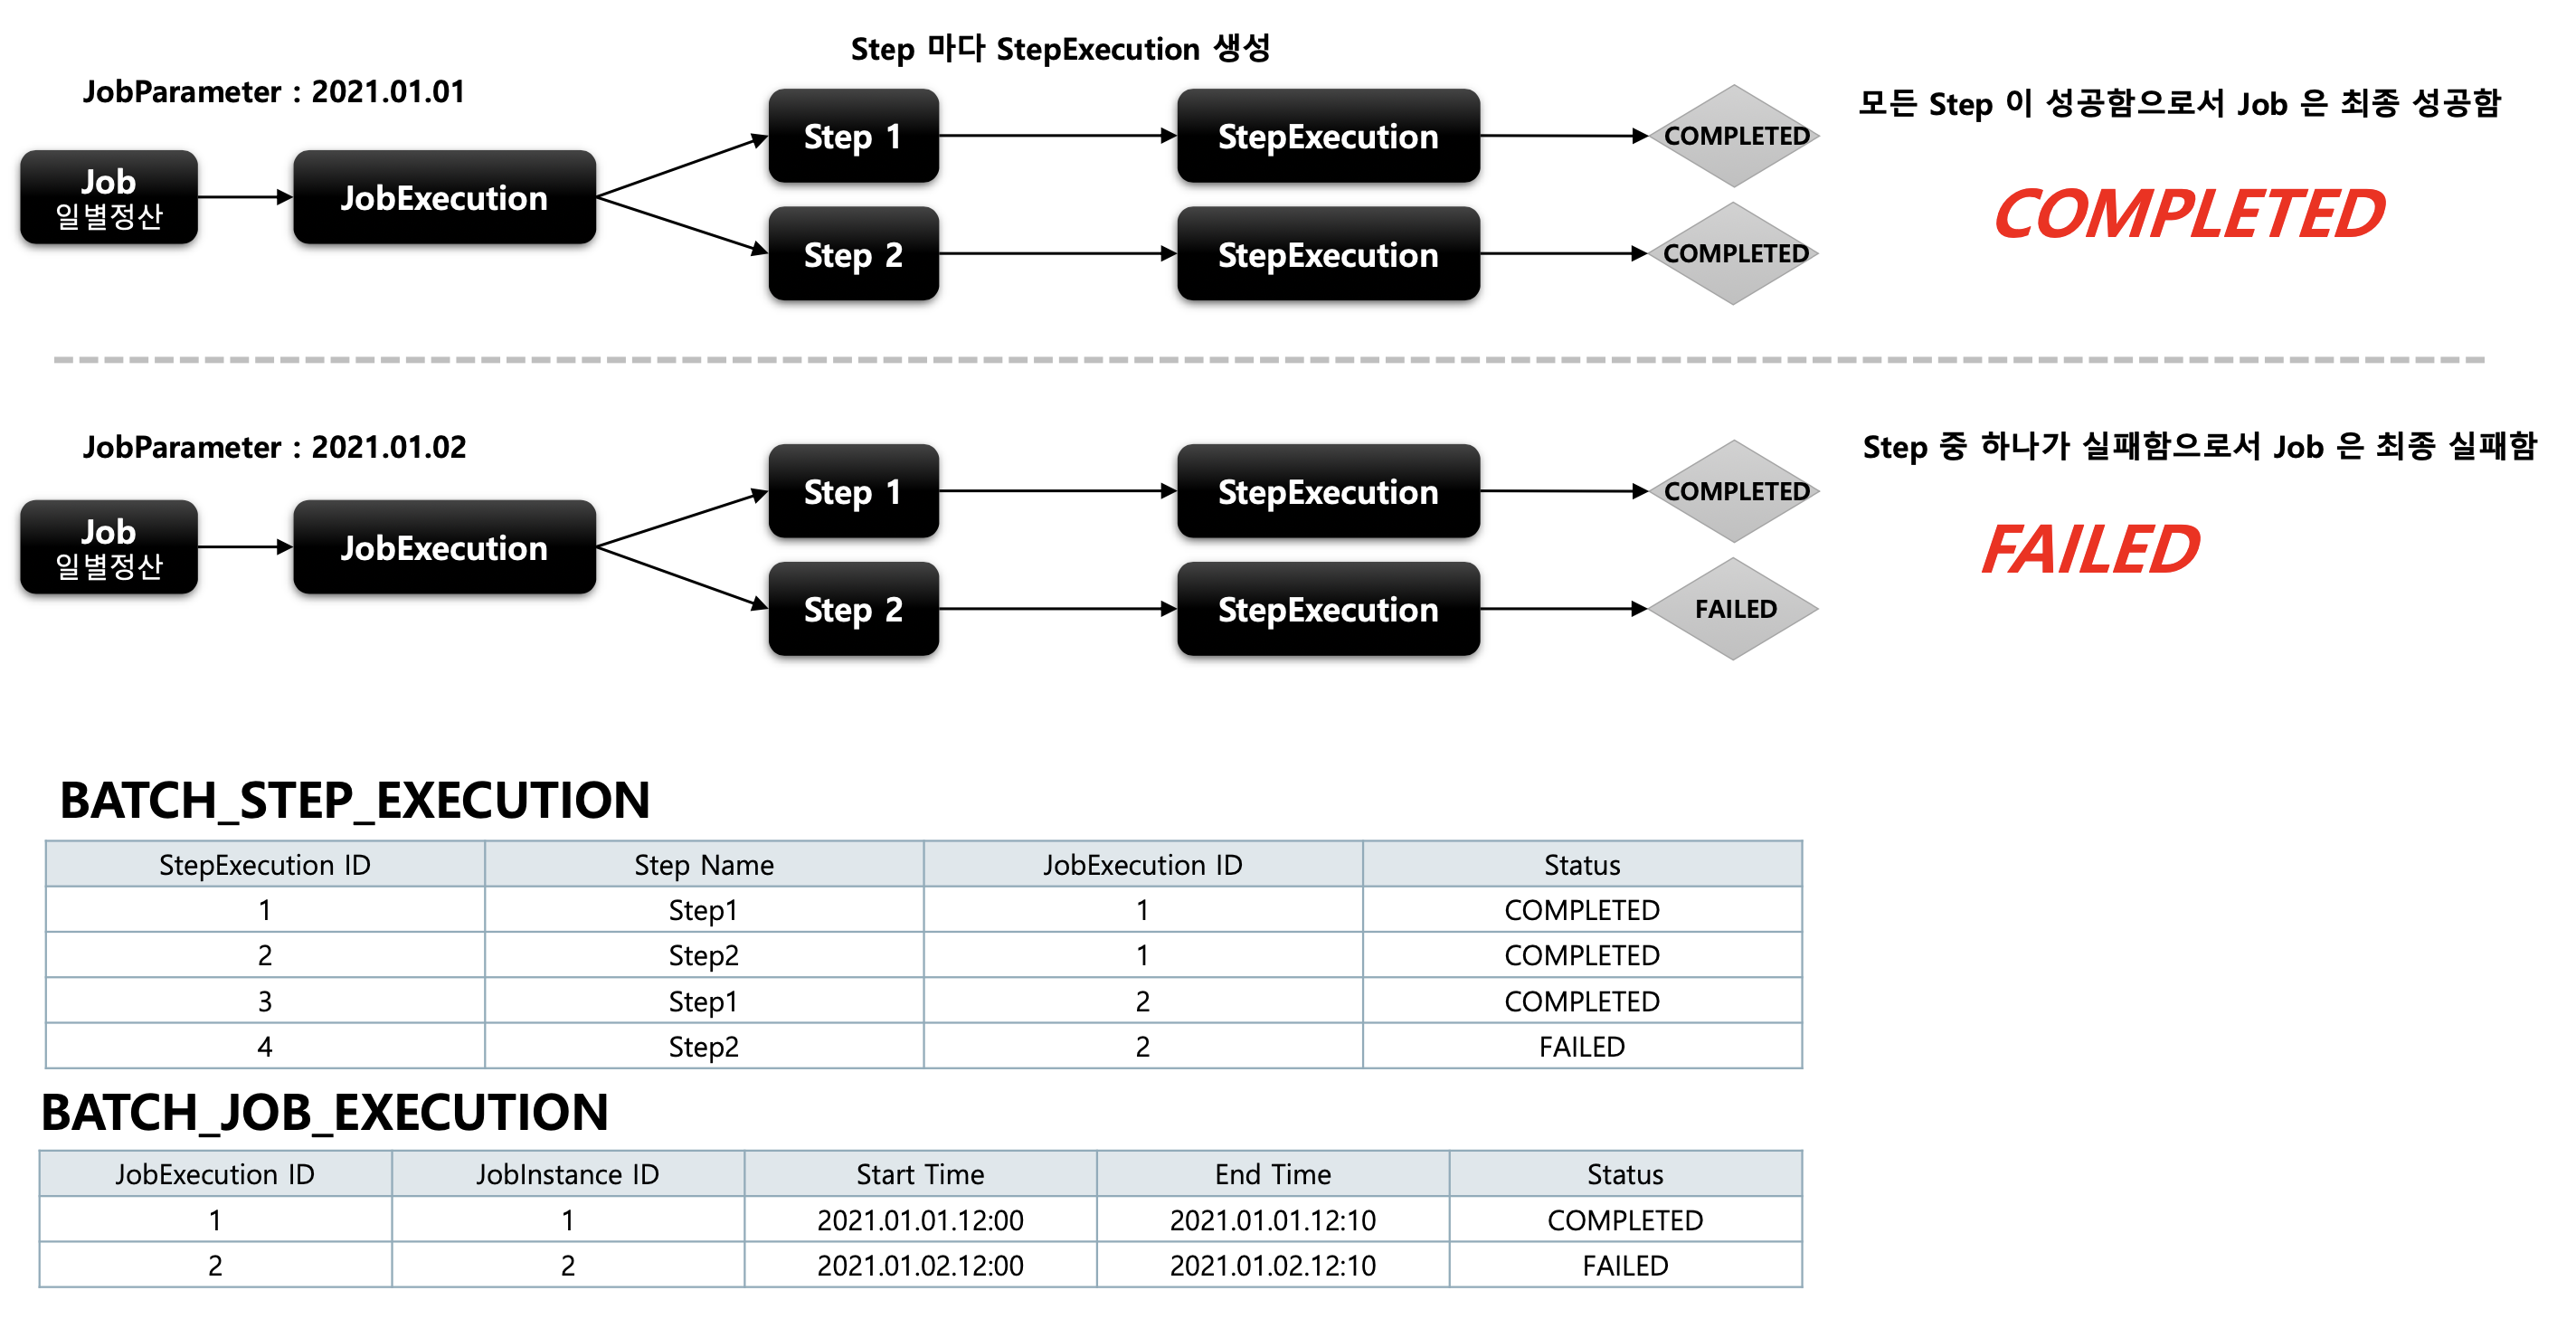 Step 마다 StepExecution 생성
JobParameter : 2021.01.01
Job
일별정산
JobExecution
Step 1
StepExecution
COMPLETED
Step 2
StepExecution
COMPLETED
모든 Step 이 성공함으로서 Job 은 최종 성공함
COMPLETED
JobParameter : 2021.01.02
Job
일별정산
JobExecution
Step 1
StepExecution
COMPLETED
Step 2
StepExecution
FAILED
Step 중 하나가 실패함으로서 Job 은 최종 실패함
FAILED
BATCH_STEP_EXECUTION
StepExecution ID Step Name JobExecution ID Status
1 Step1 1 COMPLETED
2 Step2 1 COMPLETED
3 Step1 2 COMPLETED
4 Step2 2 FAILED
BATCH_JOB_EXECUTION
JobExecution ID JobInstance ID Start Time End Time Status
1 1 2021.01.01.12:00 2021.01.01.12:10 COMPLETED
2 2 2021.01.02.12:00 2021.01.02.12:10 FAILED